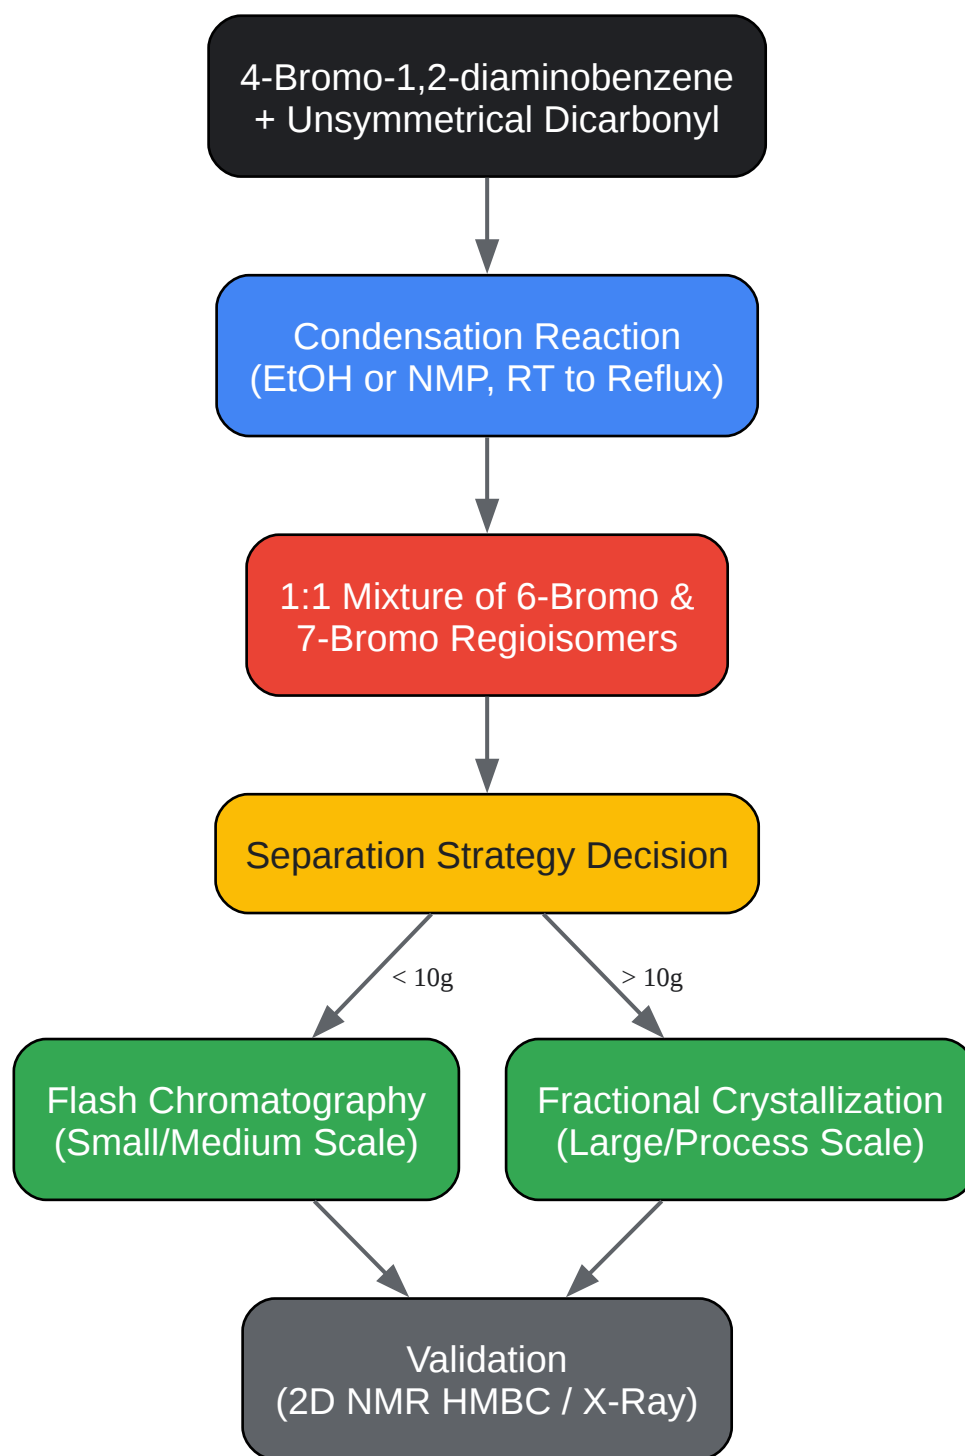 4-Bromo-1,2-diaminobenzene
+ Unsymmetrical Dicarbonyl
Condensation Reaction
(EtOH or NMP, RT to Reflux)
1:1 Mixture of 6-Bromo &
7-Bromo Regioisomers
Separation Strategy Decision
< 10g
> 10g
Flash Chromatography
(Small/Medium Scale)
Fractional Crystallization
(Large/Process Scale)
Validation
(2D NMR HMBC / X-Ray)